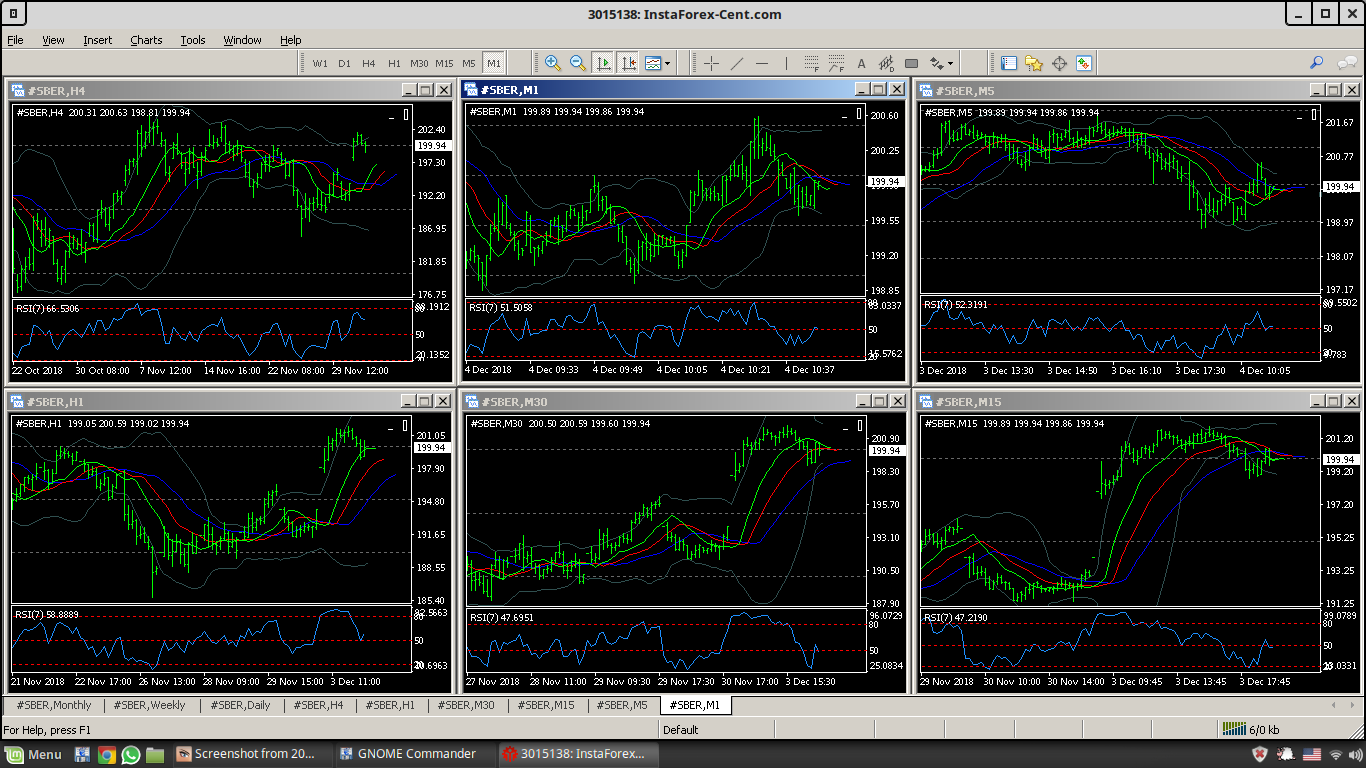 3015138: InstaForex-Cent.com
File View Insert Charts Tools Window Help
W1 D1 H4 H1 M30 M15 M5 M1
#SBER,H4
#SBER,H4 200.31 200.63 198.81 199.94
202.40
199.94
197.30
192.20
186.95
181.85
176.75
RSI(7) 66.5306
50
22 Oct 2018 30 Oct 08:00 7 Nov 12:00 14 Nov 16:00 22 Nov 08:00 29 Nov 12:00
#SBER,M1
#SBER,M1 199.89 199.94 199.86 199.94
200.60
200.25
199.94
199.55
199.20
198.85
RSI(7) 51.5058
50
4 Dec 2018 4 Dec 09:33 4 Dec 09:49 4 Dec 10:05 4 Dec 10:21 4 Dec 10:37
#SBER,M5
#SBER,M5 199.89 199.94 199.86 199.94
201.67
200.77
199.94
198.97
198.07
197.17
RSI(7) 52.3191
50
3 Dec 2018 3 Dec 13:30 3 Dec 14:50 3 Dec 16:10 3 Dec 17:30 4 Dec 10:05
#SBER,H1
#SBER,H1 199.05 200.59 199.02 199.94
201.05
199.94
197.90
194.80
191.65
188.55
185.40
RSI(7) 58.8889
50
21 Nov 2018 22 Nov 17:00 26 Nov 13:00 28 Nov 09:00 29 Nov 15:00 3 Dec 11:00
#SBER,M30
#SBER,M30 200.50 200.59 199.60 199.94
200.90
199.94
198.30
195.70
193.10
190.50
187.90
RSI(7) 47.6951
96.0729
80
50
25.0834
27 Nov 2018 28 Nov 11:00 29 Nov 09:30 29 Nov 17:30 30 Nov 17:00 3 Dec 15:30
#SBER,M15
#SBER,M15 199.89 199.94 199.86 199.94
201.20
199.94
199.20
197.20
195.25
193.25
191.25
RSI(7) 47.2190
99.0789
80
50
29 Nov 2018 30 Nov 10:00 30 Nov 14:00 3 Dec 09:45 3 Dec 13:45 3 Dec 17:45
#SBER,Monthly #SBER,Weekly #SBER,Daily #SBER,H4 #SBER,H1 #SBER,M30 #SBER,M15 #SBER,M5 #SBER,M1
For Help, press F1 Default 6/0 kb
Menu Screenshot from 20... GNOME Commander 3015138: InstaForex...